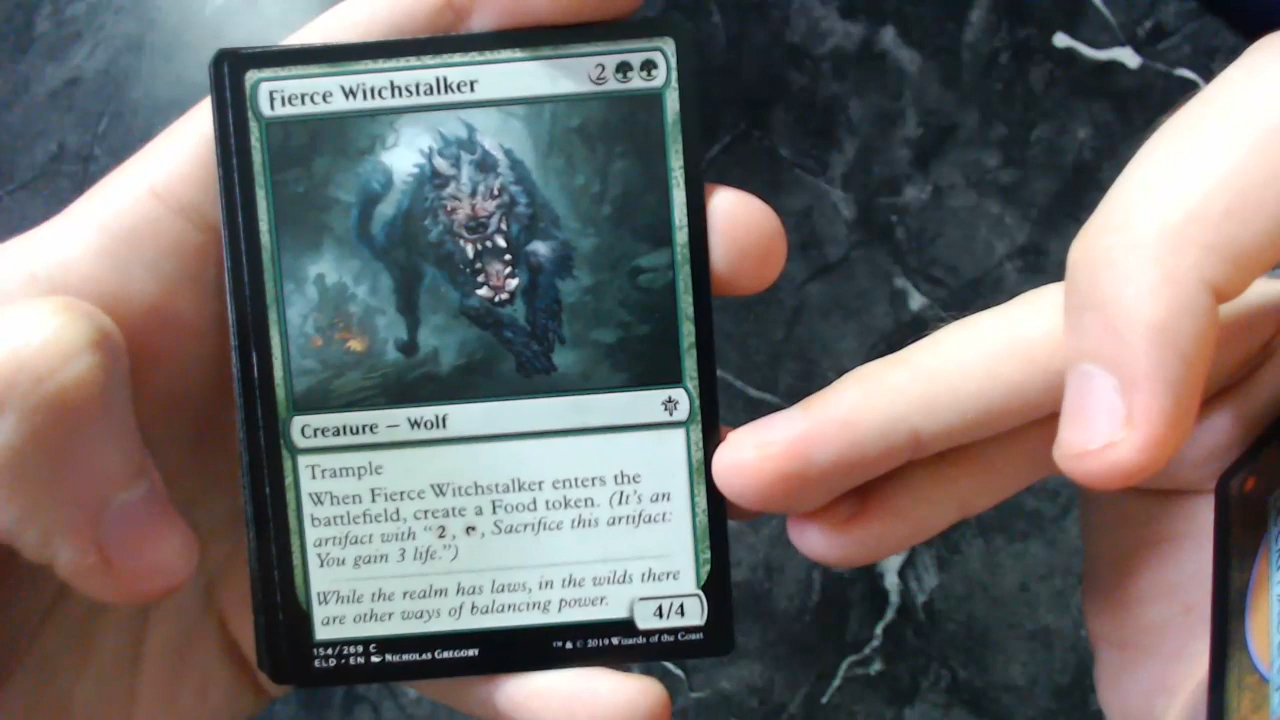 Fierce Witchstalker 2
Creature — Wolf
Trample
When Fierce Witchstalker enters the
battlefield, create a Food token. (It's an
artifact with “2, T, Sacrifice this artifact:
You gain 3 life.”)
While the realm has laws, in the wilds there
are other ways of balancing power.
4/4
154/269 C
ELD • EN NICHOLAS GREGORY
™ & © 2019 Wizards of the Coast